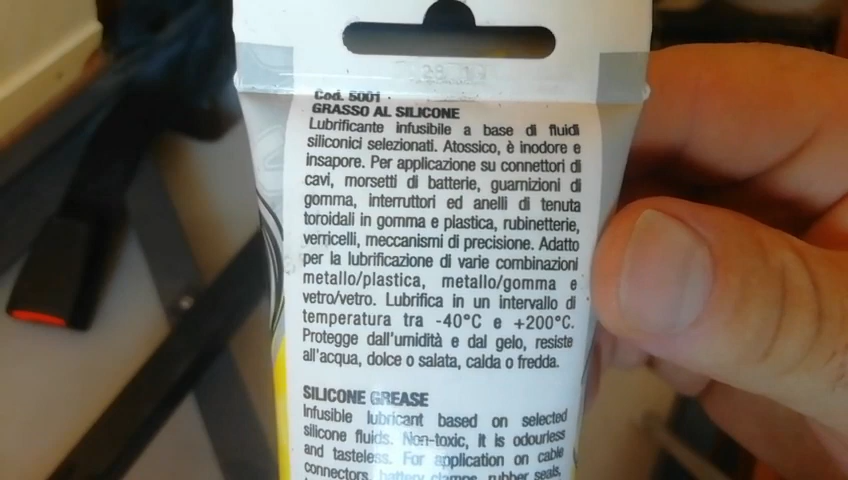 Cod. 5001
GRASSO AL SILICONE
Lubrificante infusibile a base di fluidi
siliconici selezionati. Atossico, è inodore e
insapore. Per applicazione su connettori di
cavi, morsetti di batterie, guarnizioni di
gomma, interruttori ed anelli di tenuta
toroidali in gomma e plastica, rubinetterie,
verricelli, meccanismi di precisione. Adatto
per la lubrificazione di varie combinazioni
metallo/plastica, metallo/gomma e
vetro/vetro. Lubrifica in un intervallo di
temperatura tra -40°C e +200°C.
Protegge dall'umidità e dal gelo, resiste
all'acqua, dolce o salata, calda o fredda.
SILICONE GREASE
Infusible lubricant based on selected
silicone fluids. Non-toxic, It is odourless
and tasteless. For application on cable
connectors, battery clamps, rubber seals,